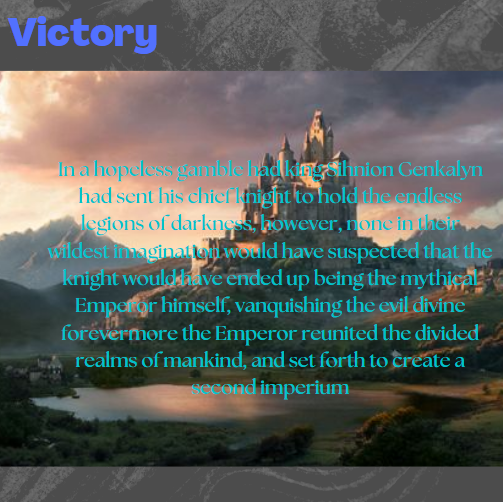 Victory
In a hopeless gamble had king Sihnion Genkalyn
had sent his chief knight to hold the endless
legions of darkness, however, none in their
wildest imagination would have suspected that the
knight would have ended up being the mythical
Emperor himself, vanquishing the evil divine
forevermore the Emperor reunited the divided
realms of mankind, and set forth to create a
second imperium